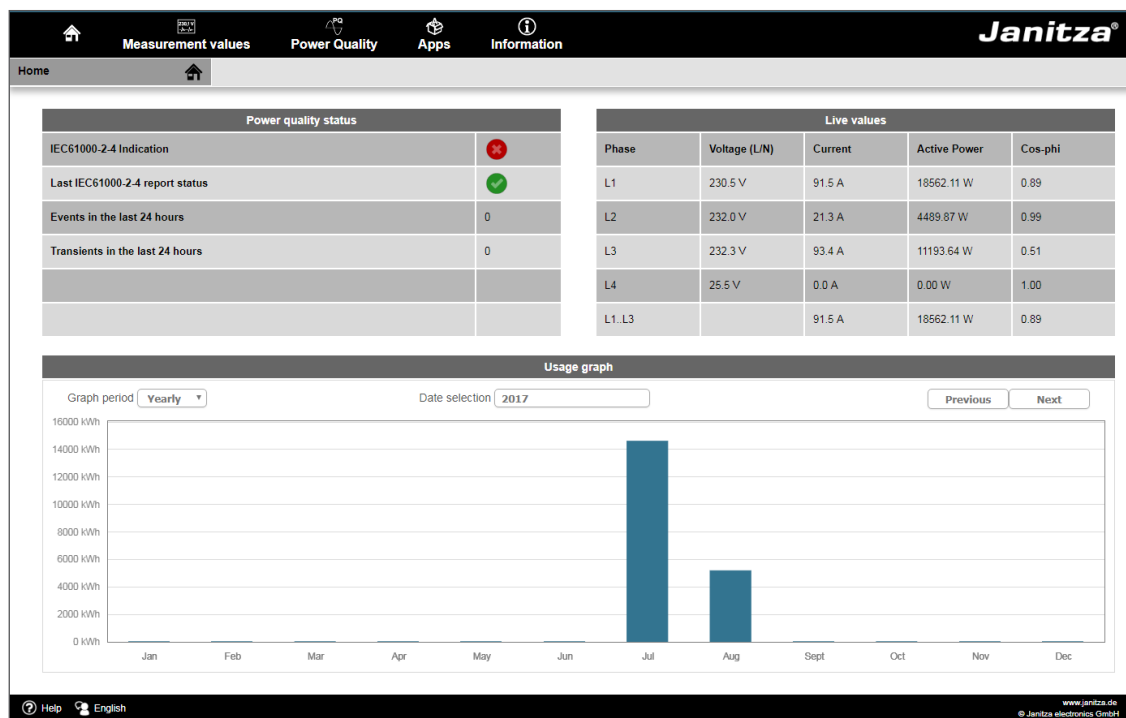 Measurement values Power Quality Apps Information Janitza®
Home
Power quality status
IEC61000-2-4 Indication
Last IEC61000-2-4 report status
Events in the last 24 hours 0
Transients in the last 24 hours 0
Live values
Phase Voltage (L/N) Current Active Power Cos-phi
L1 230.5 V 91.5 A 18562.11 W 0.89
L2 232.0 V 21.3 A 4489.87 W 0.99
L3 232.3 V 93.4 A 11193.64 W 0.51
L4 25.5 V 0.0 A 0.00 W 1.00
L1..L3 91.5 A 18562.11 W 0.89
Usage graph
Graph period Yearly Date selection 2017 Previous Next
16000 kWh
14000 kWh
12000 kWh
10000 kWh
8000 kWh
6000 kWh
4000 kWh
2000 kWh
0 kWh
Jan Feb Mar Apr May Jun Jul Aug Sept Oct Nov Dec
Help English www.janitza.de
© Janitza electronics GmbH